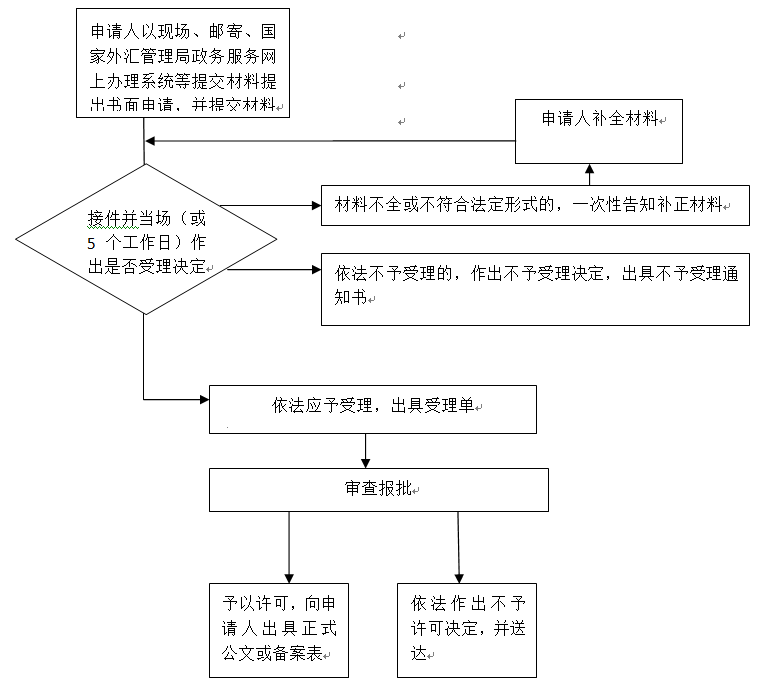 申请人以现场、邮寄、国
家外汇管理局政务服务网
上办理系统等提交材料提
出书面申请，并提交材料
申请人补全材料
材料不全或不符合法定形式的，一次性告知补正材料
接件并当场（或
5 个工作日）作
出是否受理决定
依法不予受理的，作出不予受理决定，出具不予受理通
知书
依法应予受理，出具受理单
审查报批
予以许可，向申
请人出具正式
公文或备案表
依法作出不予
许可决定，并送
达